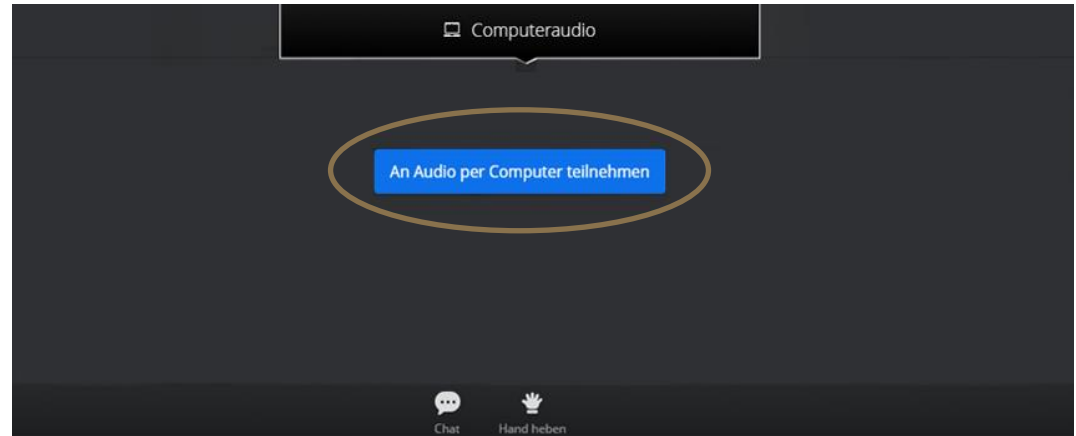 Computeraudio
An Audio per Computer teilnehmen
Chat Hand heben